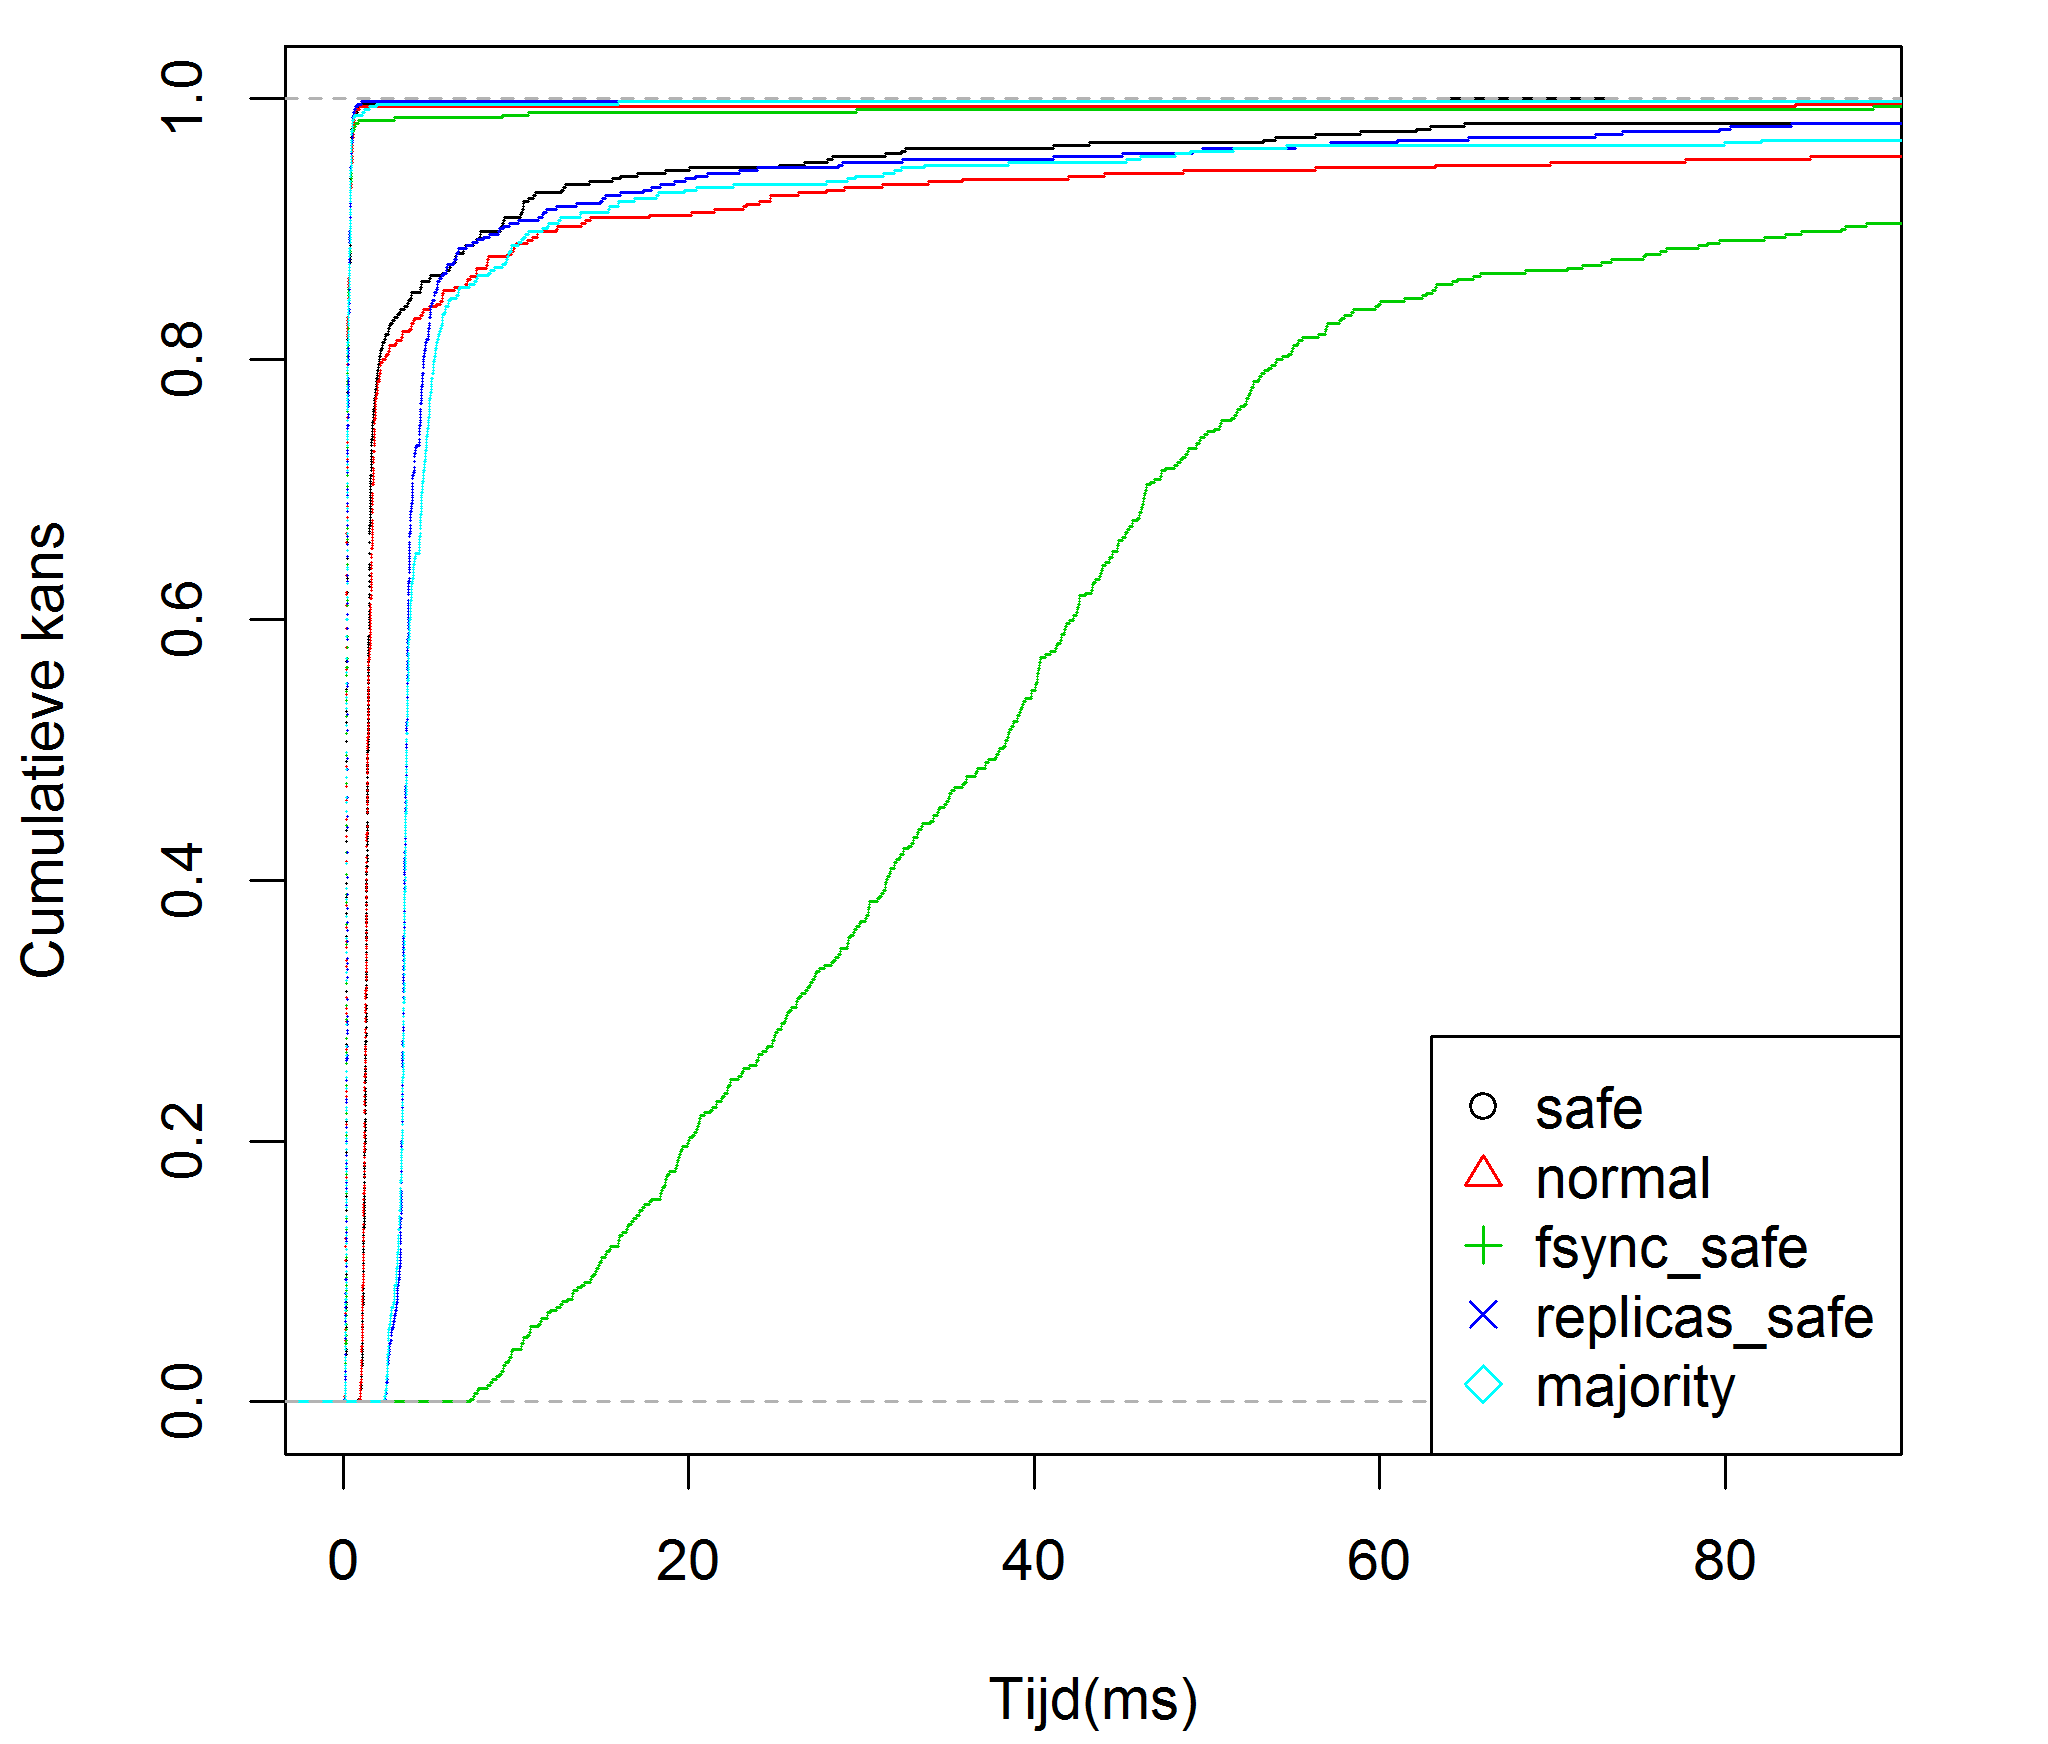 1.0
0.8
0.6
0.4
0.2
0.0
Cumulatieve kans
safe
normal
fsync_safe
replicas_safe
majority
0 20 40 60 80
Tijd(ms)